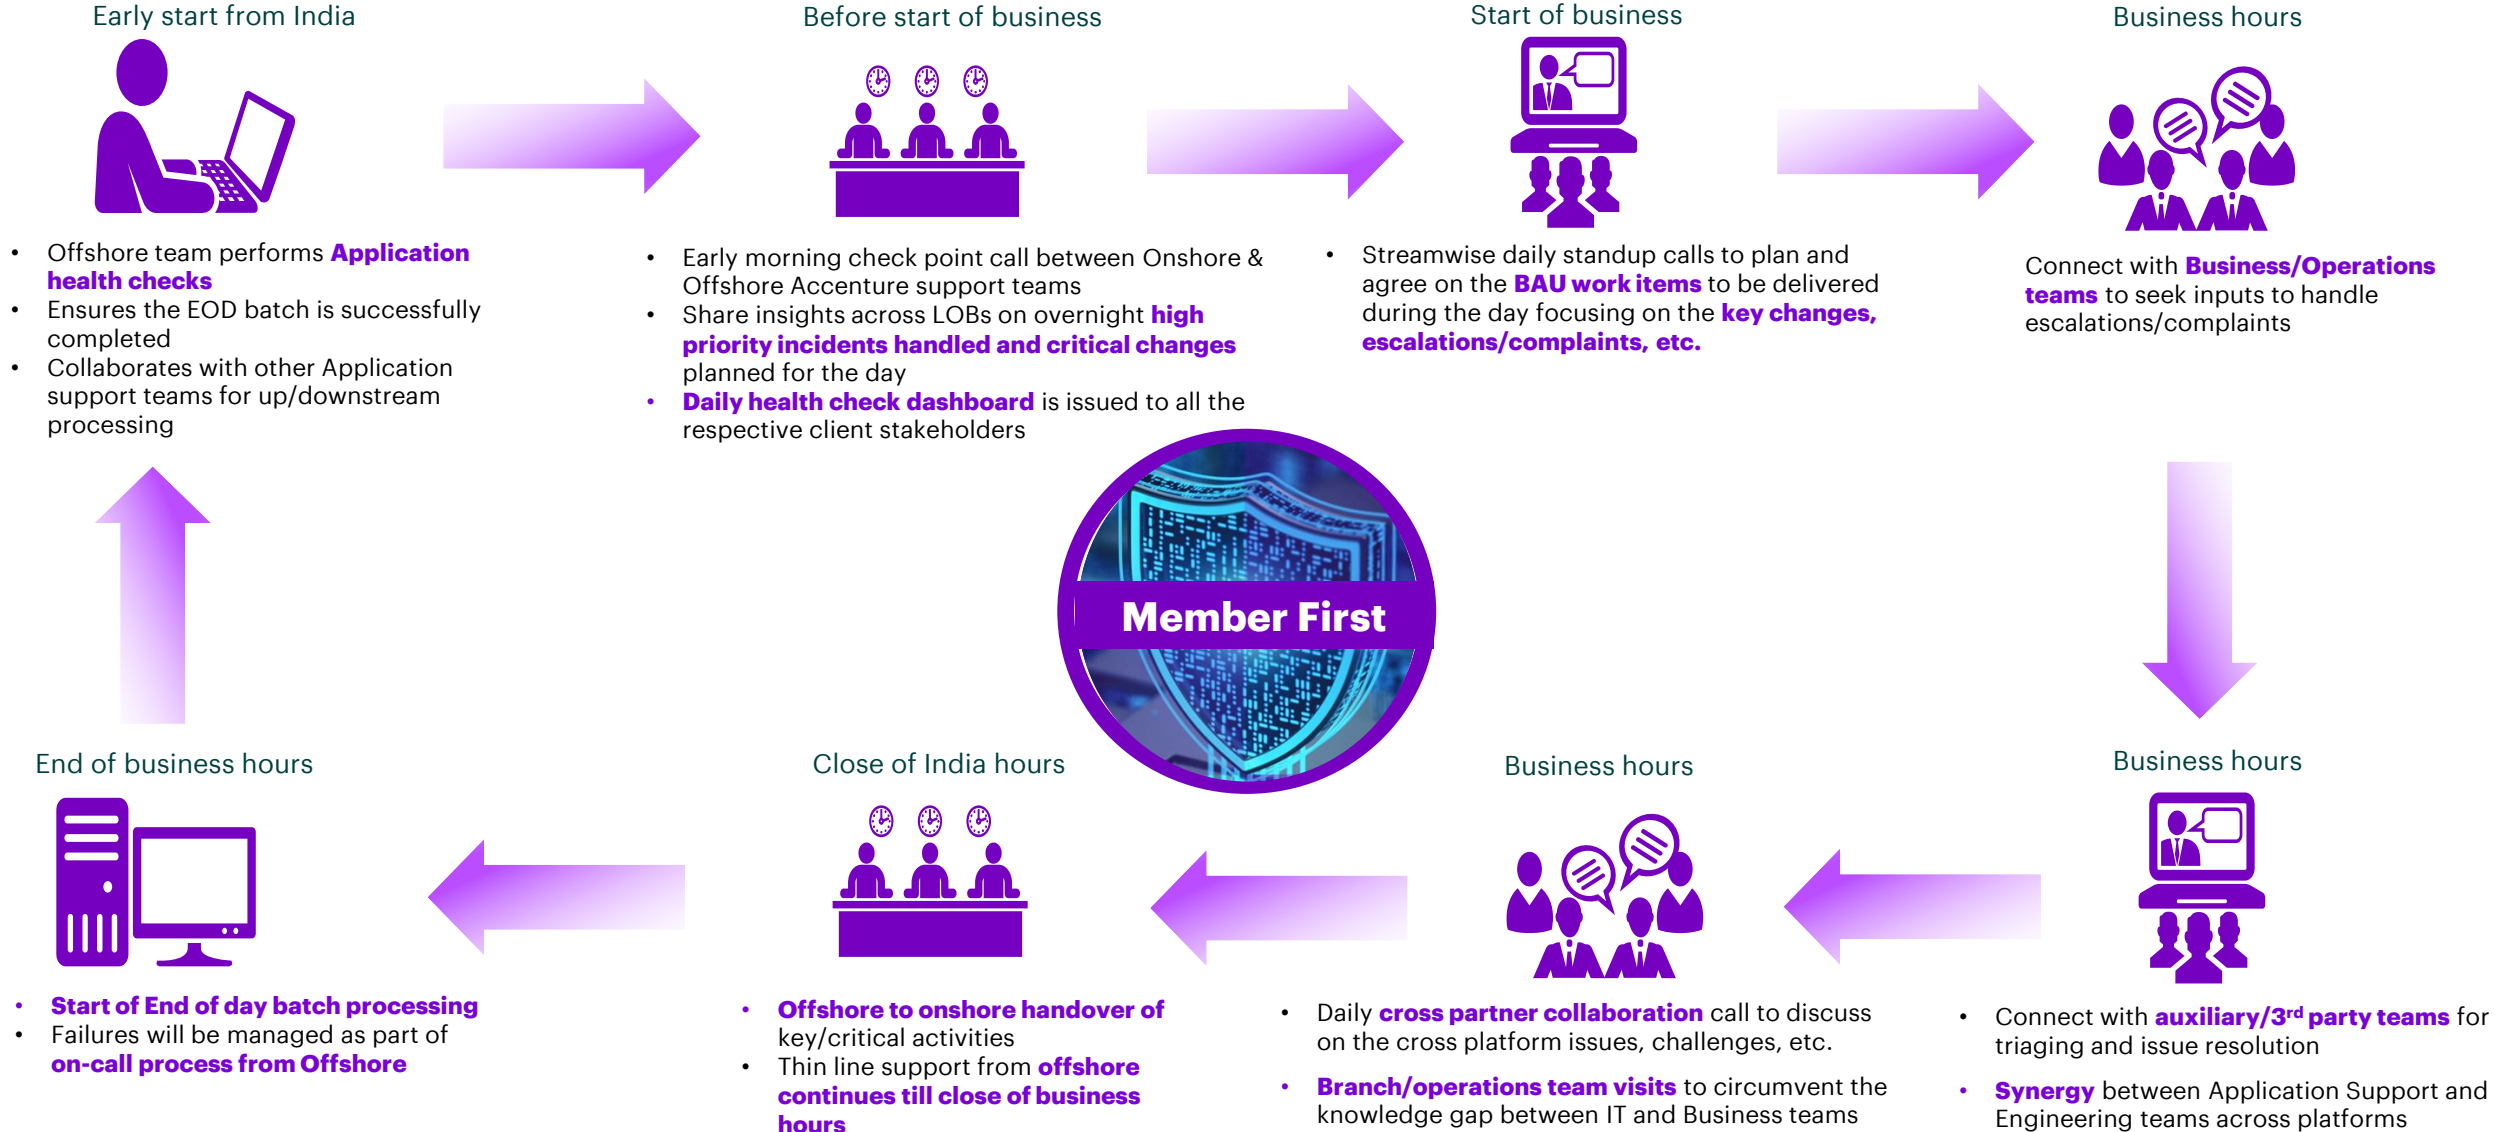 Early start from India
• Offshore team performs Application
health checks
• Ensures the EOD batch is successfully
completed
• Collaborates with other Application
support teams for up/downstream
processing
Before start of business
• Early morning check point call between Onshore &
Offshore Accenture support teams
• Share insights across LOBs on overnight high
priority incidents handled and critical changes
planned for the day
• Daily health check dashboard is issued to all the
respective client stakeholders
Start of business
• Streamwise daily standup calls to plan and
agree on the BAU work items to be delivered
during the day focusing on the key changes,
escalations/complaints, etc.
Business hours
Connect with Business/Operations
teams to seek inputs to handle
escalations/complaints
Member First
End of business hours
• Start of End of day batch processing
• Failures will be managed as part of
on-call process from Offshore
Close of India hours
• Offshore to onshore handover of
key/critical activities
• Thin line support from offshore
continues till close of business
hours
Business hours
• Daily cross partner collaboration call to discuss
on the cross platform issues, challenges, etc.
• Branch/operations team visits to circumvent the
knowledge gap between IT and Business teams
Business hours
• Connect with auxiliary/3rd party teams for
triaging and issue resolution
• Synergy between Application Support and
Engineering teams across platforms